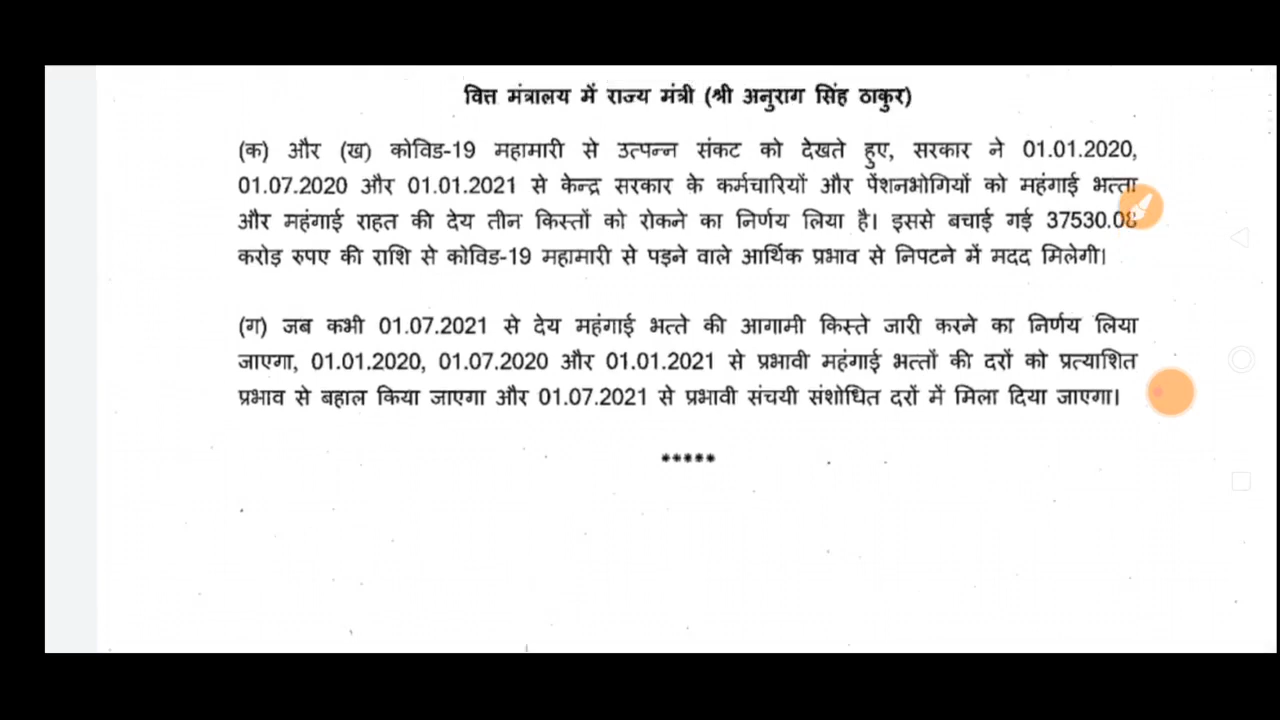 वित्त मंत्रालय में राज्य मंत्री (श्री अनुराग सिंह ठाकुर)
(क) और (ख) कोविड-19 महामारी से उत्पन्न संकट को देखते हुए, सरकार ने 01.01.2020,
01.07.2020 और 01.01.2021 से केन्द्र सरकार के कर्मचारियों और पेंशनभोगियों को महंगाई भत्ता
और महंगाई राहत की देय तीन किस्तों को रोकने का निर्णय लिया है। इससे बचाई गई 37530.08
करोड़ रुपए की राशि से कोविड-19 महामारी से पड़ने वाले आर्थिक प्रभाव से निपटने में मदद मिलेगी।
(ग) जब कभी 01.07.2021 से देय महंगाई भत्ते की आगामी किस्ते जारी करने का निर्णय लिया
जाएगा, 01.01.2020, 01.07.2020 और 01.01.2021 से प्रभावी महंगाई भत्तों की दरों को प्रत्याशित
प्रभाव से बहाल किया जाएगा और 01.07.2021 से प्रभावी संचयी संशोधित दरों में मिला दिया जाएगा।
*****